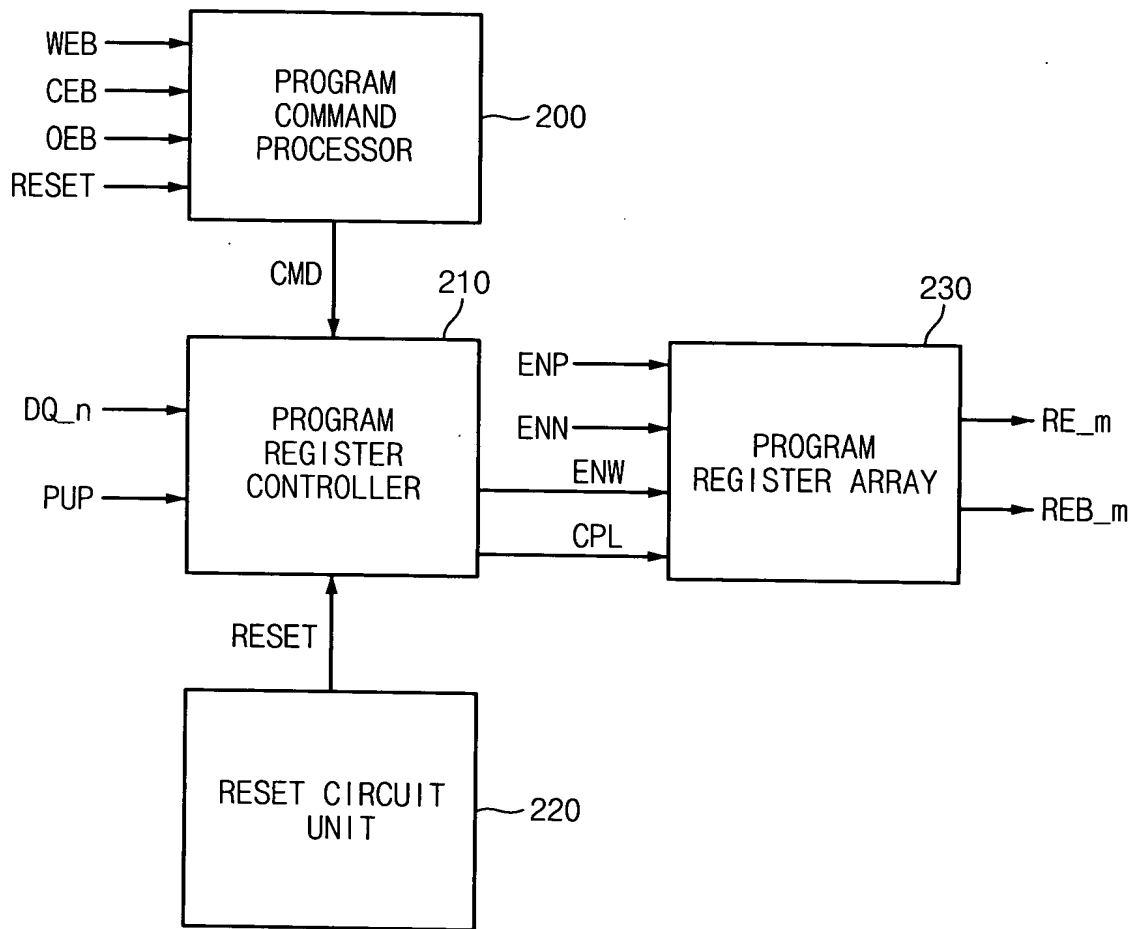 WEB
CEB
OEB
RESET
PROGRAM
COMMAND
PROCESSOR
200
CMD
210
230
DQ_n
PUP
PROGRAM
REGISTER
CONTROLLER
ENP
ENN
ENW
CPL
PROGRAM
REGISTER ARRAY
RE_m
REB_m
RESET
RESET CIRCUIT
UNIT
220